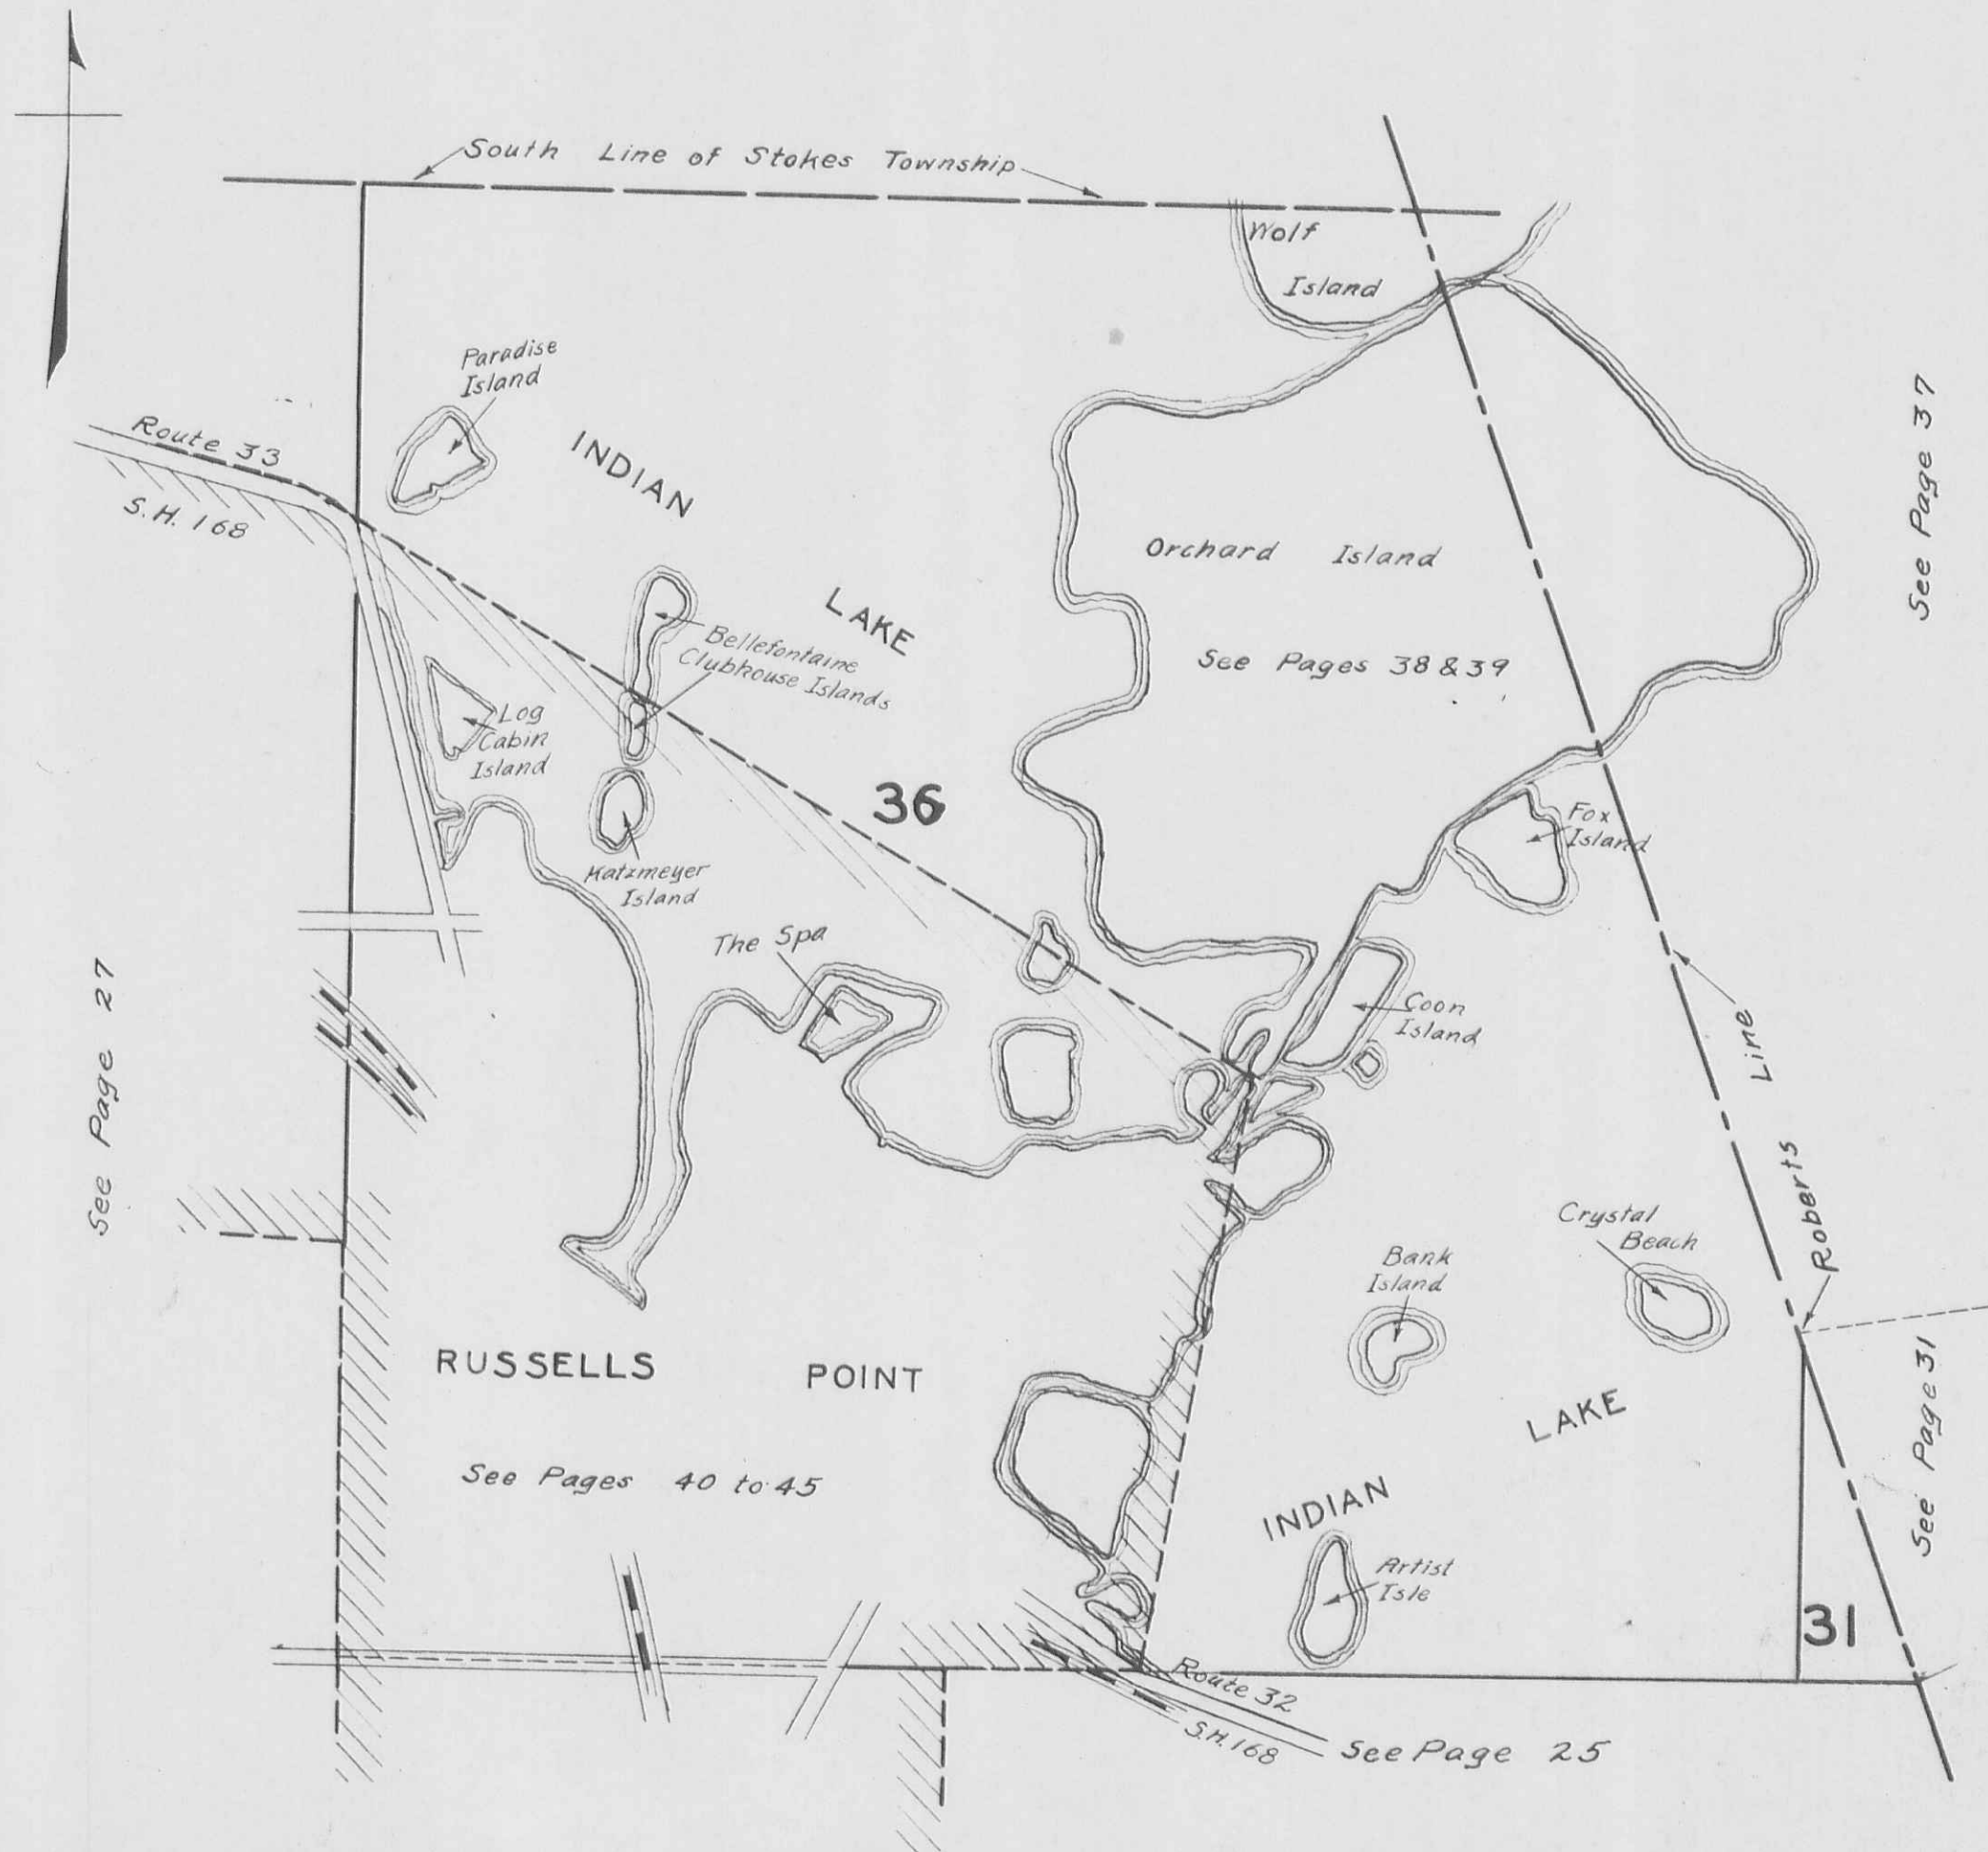 South Line of Stokes Township
Wolf
Island
Paradise
Island
Route 33
S.H. 168
INDIAN
LAKE
See Page 37
Orchard Island
See Pages 38 & 39
Bellefontaine
Clubhouse Islands
Log
Cabin
Island
36
Fox
Island
Katzmeyer
Island
The Spa
Coon
Island
See Page 27
Roberts Line
Crystal
Beach
Bank
Island
RUSSELLS POINT
See Pages 40 to 45
INDIAN LAKE
See Page 31
Artist
Isle
31
Route 32
S.H. 168
See Page 25